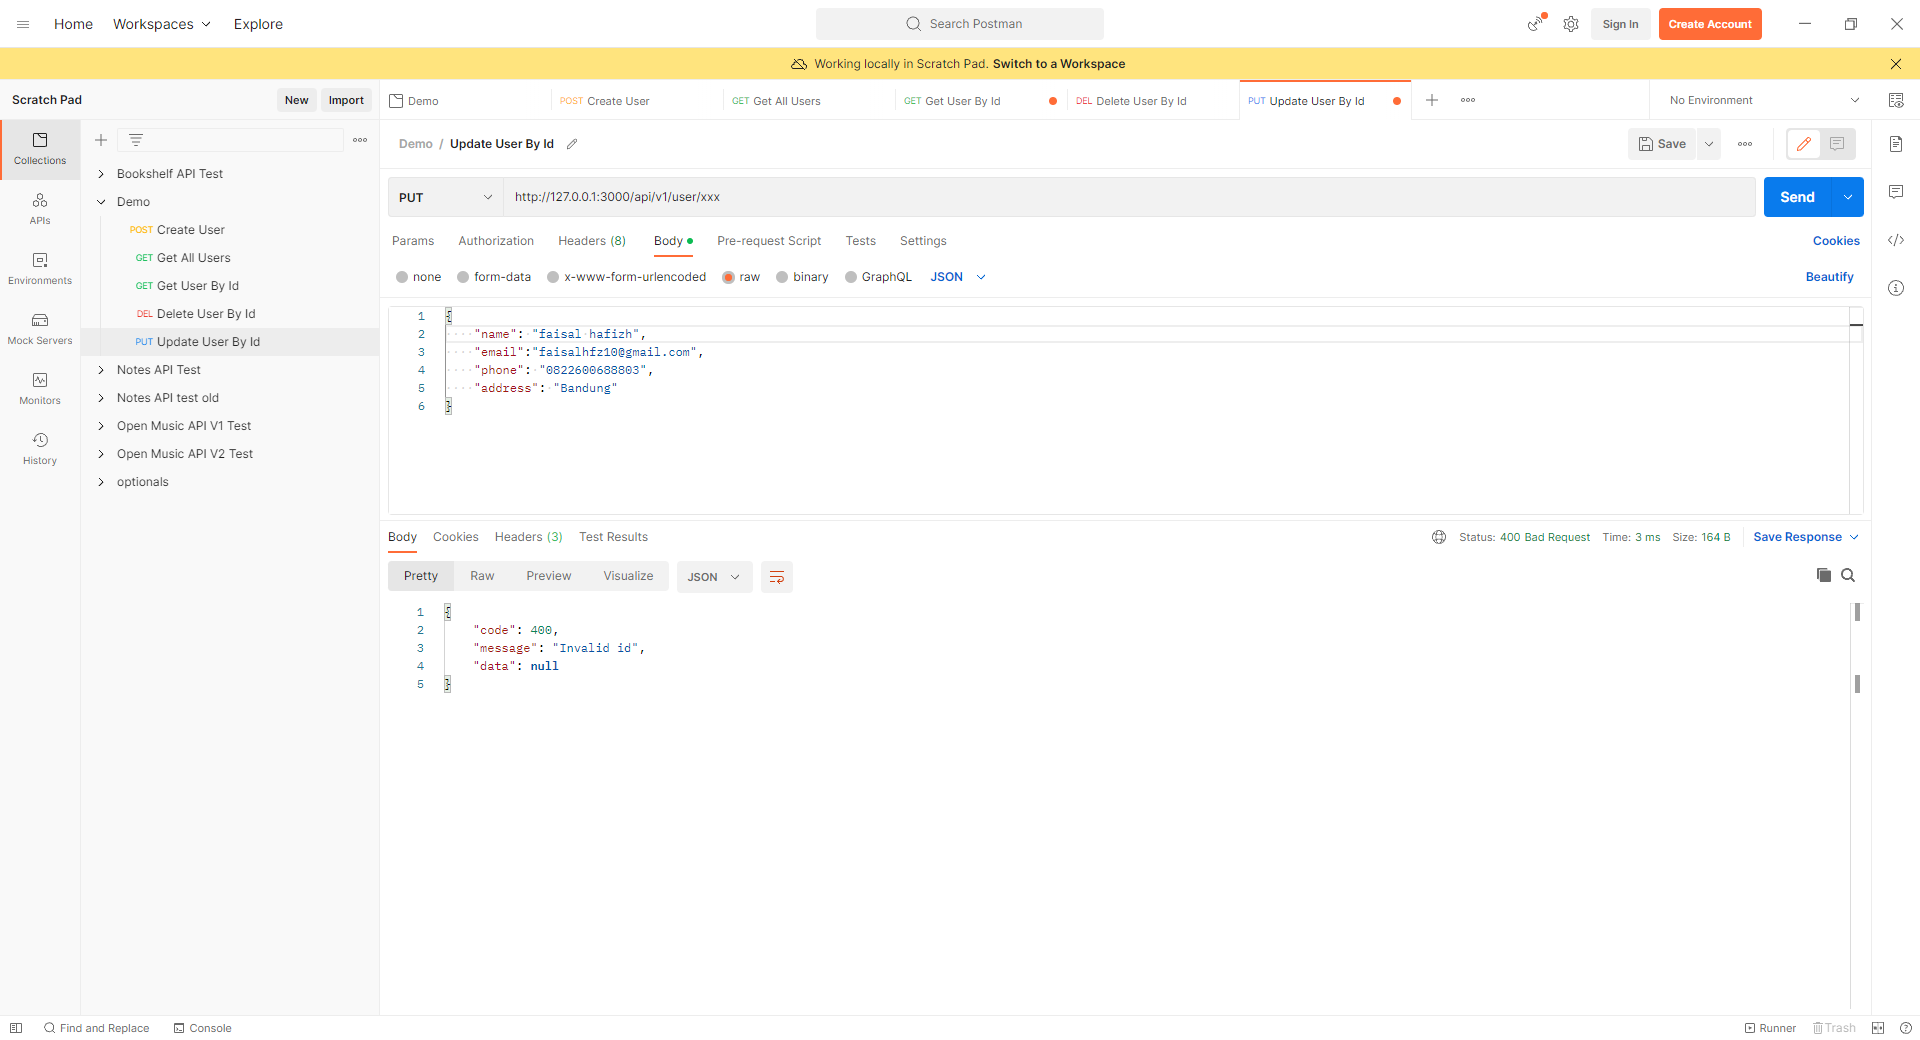 Home Workspaces Explore Search Postman Sign In Create Account
Working locally in Scratch Pad. Switch to a Workspace
Scratch Pad New Import
Demo POST Create User GET Get All Users GET Get User By Id DEL Delete User By Id PUT Update User By Id No Environment
Collections
APIs
Environments
Mock Servers
Monitors
History
Bookshelf API Test
Demo
POST Create User
GET Get All Users
GET Get User By Id
DEL Delete User By Id
PUT Update User By Id
Notes API Test
Notes API test old
Open Music API V1 Test
Open Music API V2 Test
optionals
Demo / Update User By Id Save
PUT http://127.0.0.1:3000/api/v1/user/xxx Send
Params Authorization Headers (8) Body Pre-request Script Tests Settings Cookies
none form-data x-www-form-urlencoded raw binary GraphQL JSON Beautify
1 {
2 "name": "faisal hafizh",
3 "email":"faisalhfz10@gmail.com",
4 "phone": "0822600688803",
5 "address": "Bandung"
6 }
Body Cookies Headers (3) Test Results Status: 400 Bad Request Time: 3 ms Size: 164 B Save Response
Pretty Raw Preview Visualize JSON
1 {
2 "code": 400,
3 "message": "Invalid id",
4 "data": null
5 }
Find and Replace Console Runner Trash